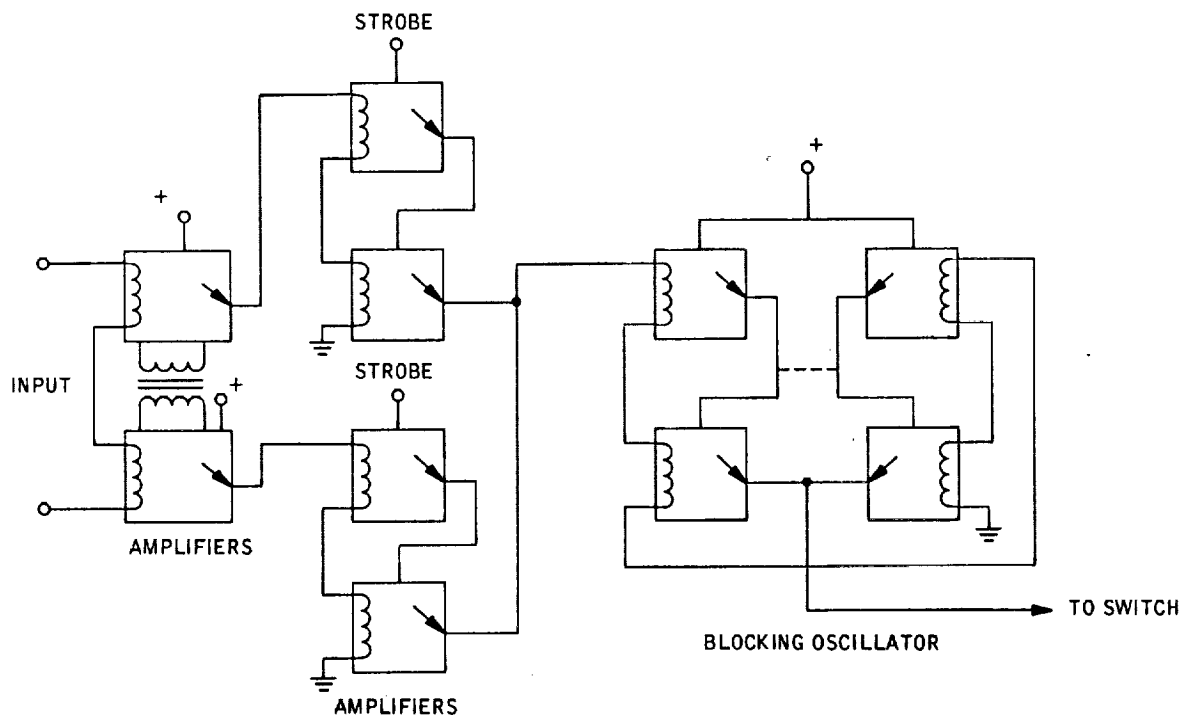 STROBE
+
+
INPUT
+
STROBE
AMPLIFIERS
TO SWITCH
BLOCKING OSCILLATOR
AMPLIFIERS